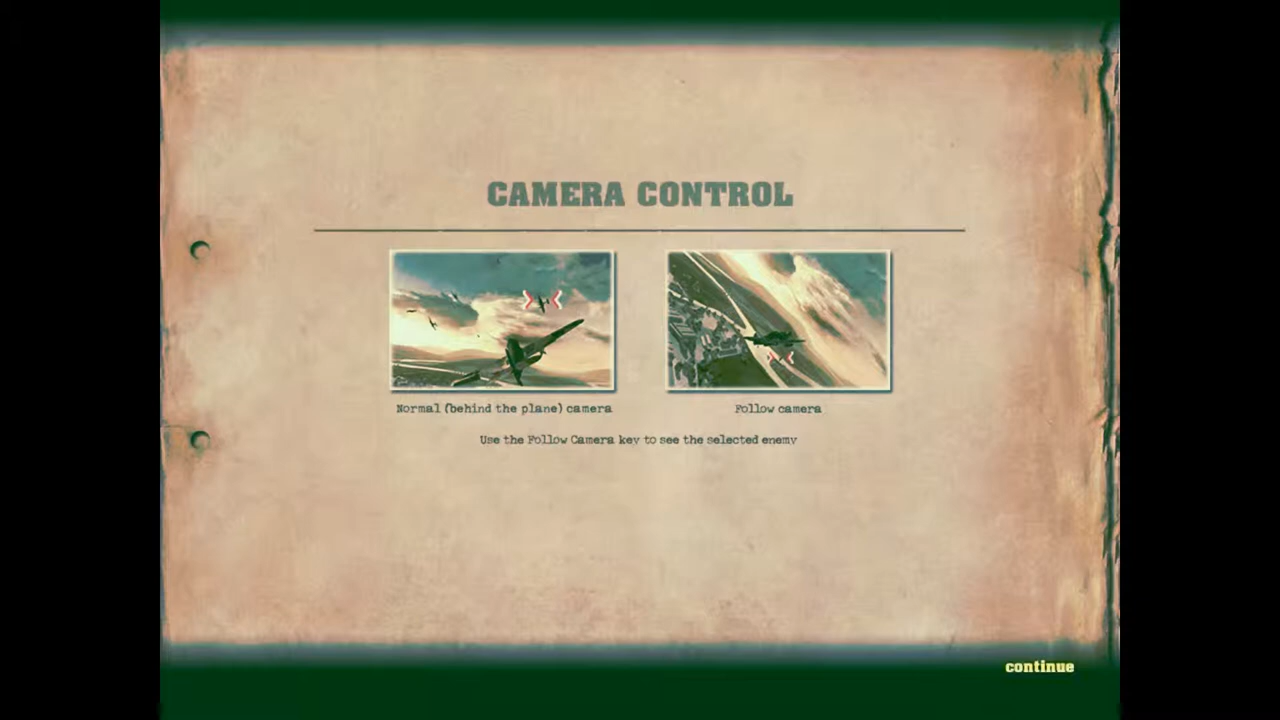 CAMERA CONTROL
Normal (behind the plane) camera
Follow camera
Use the Follow Camera key to see the selected enemy
continue